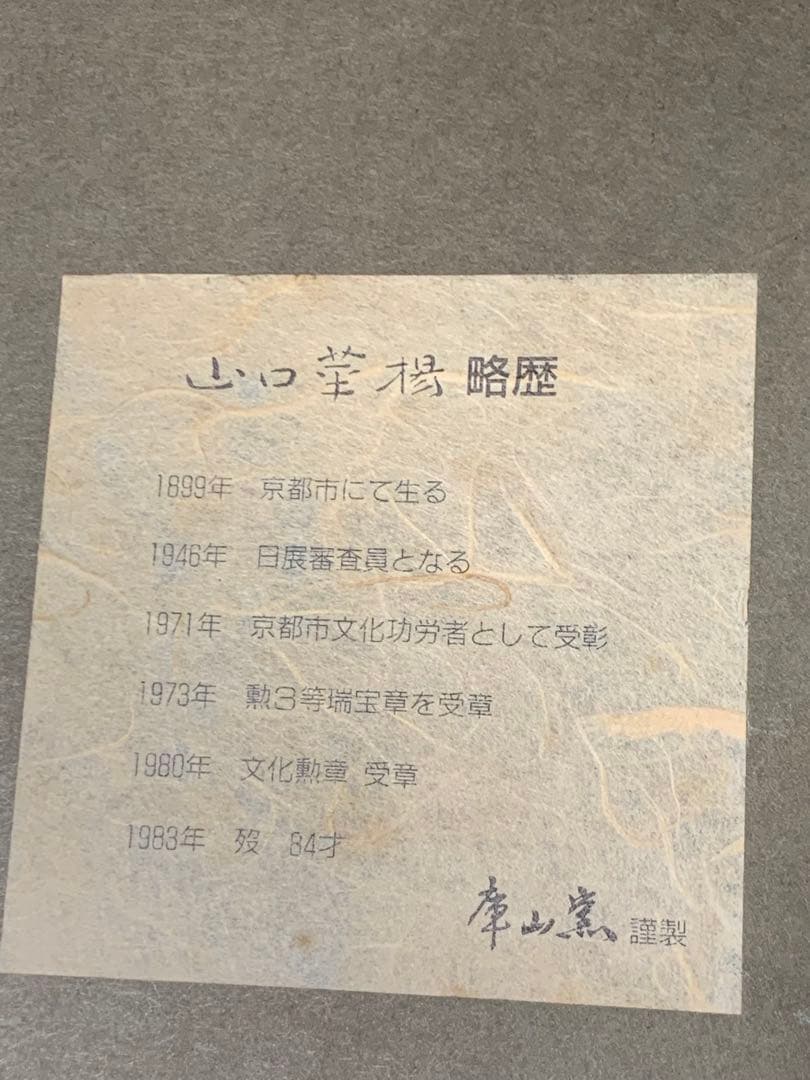 山口華楊 略歴
1899年 京都市にて生る
1946年 日展審査員となる
1971年 京都市文化功労者として受彰
1973年 勲3等瑞宝章を受章
1980年 文化勲章 受章
1983年 歿 84才
山窯 謹製